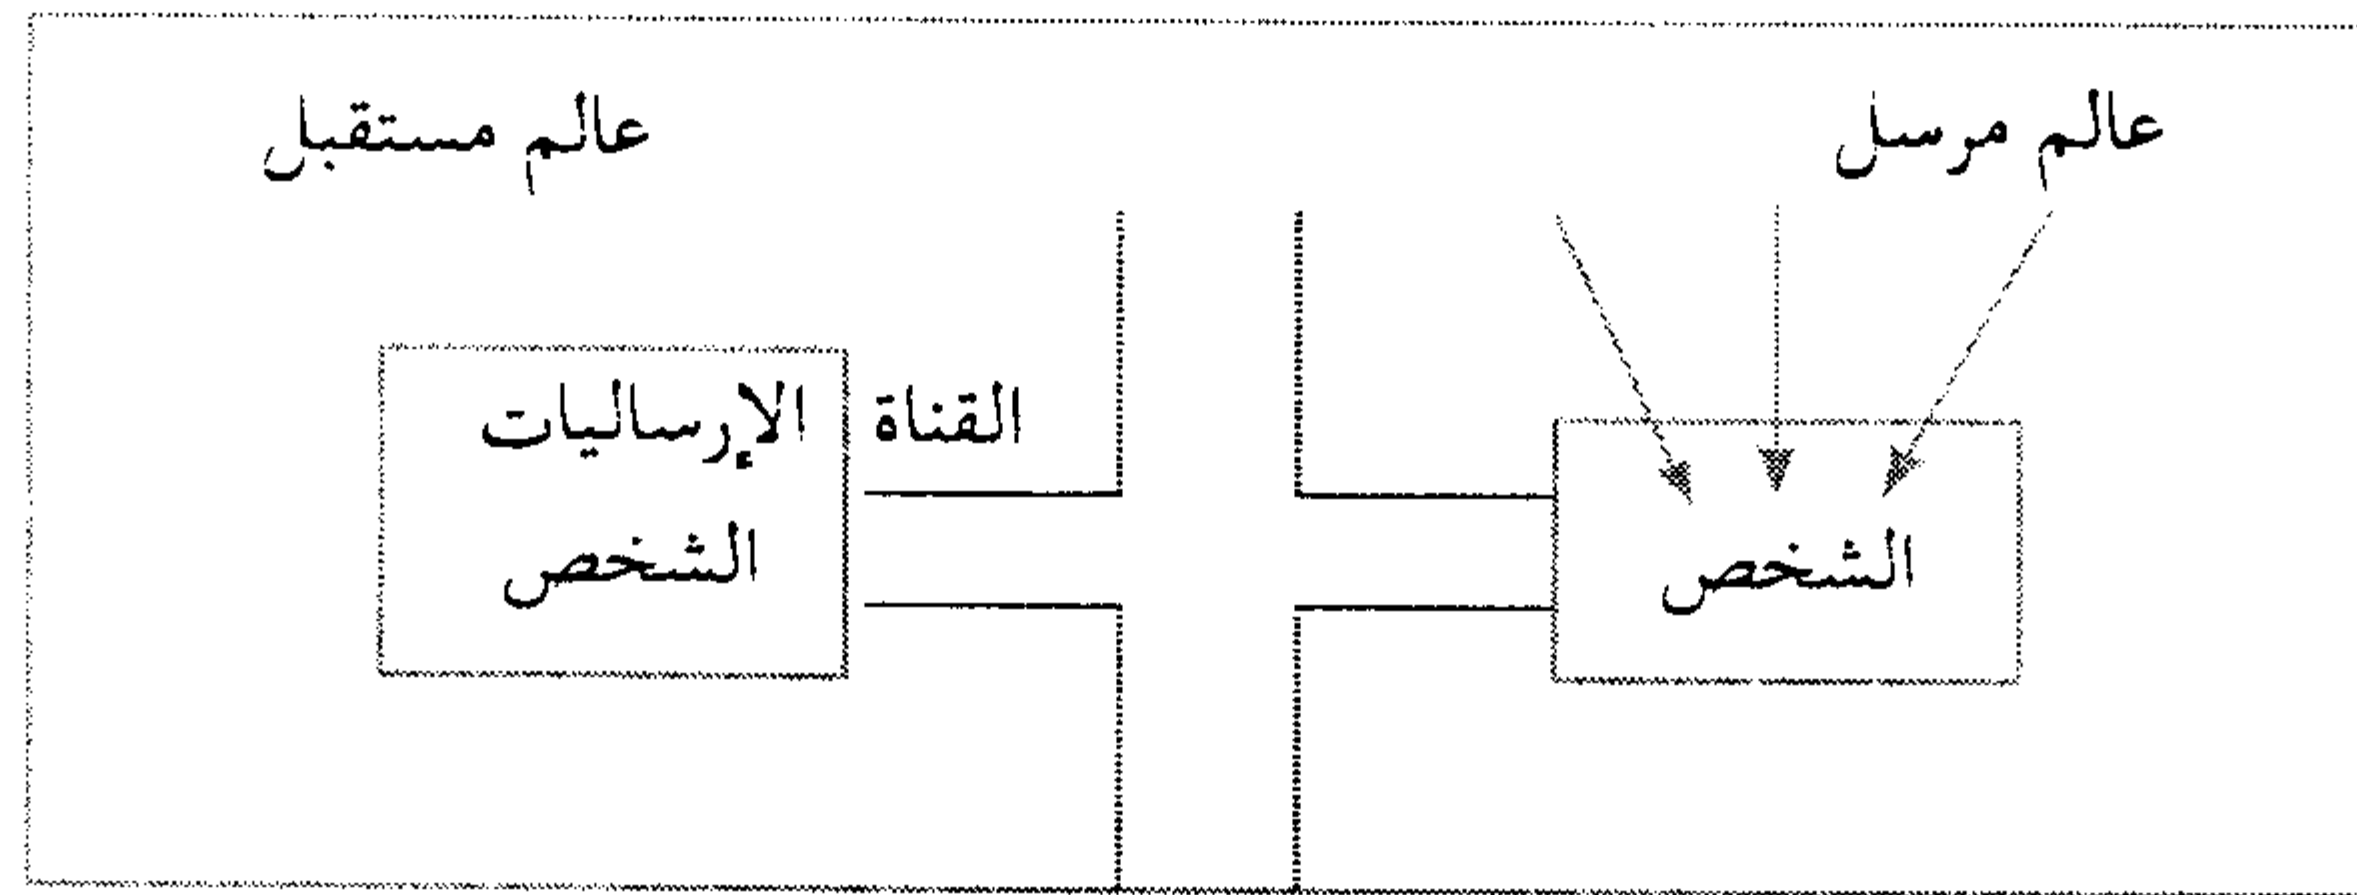 عالم مرسل
عالم مستقبل
القناة
الإرساليات
الشخص
الشخص